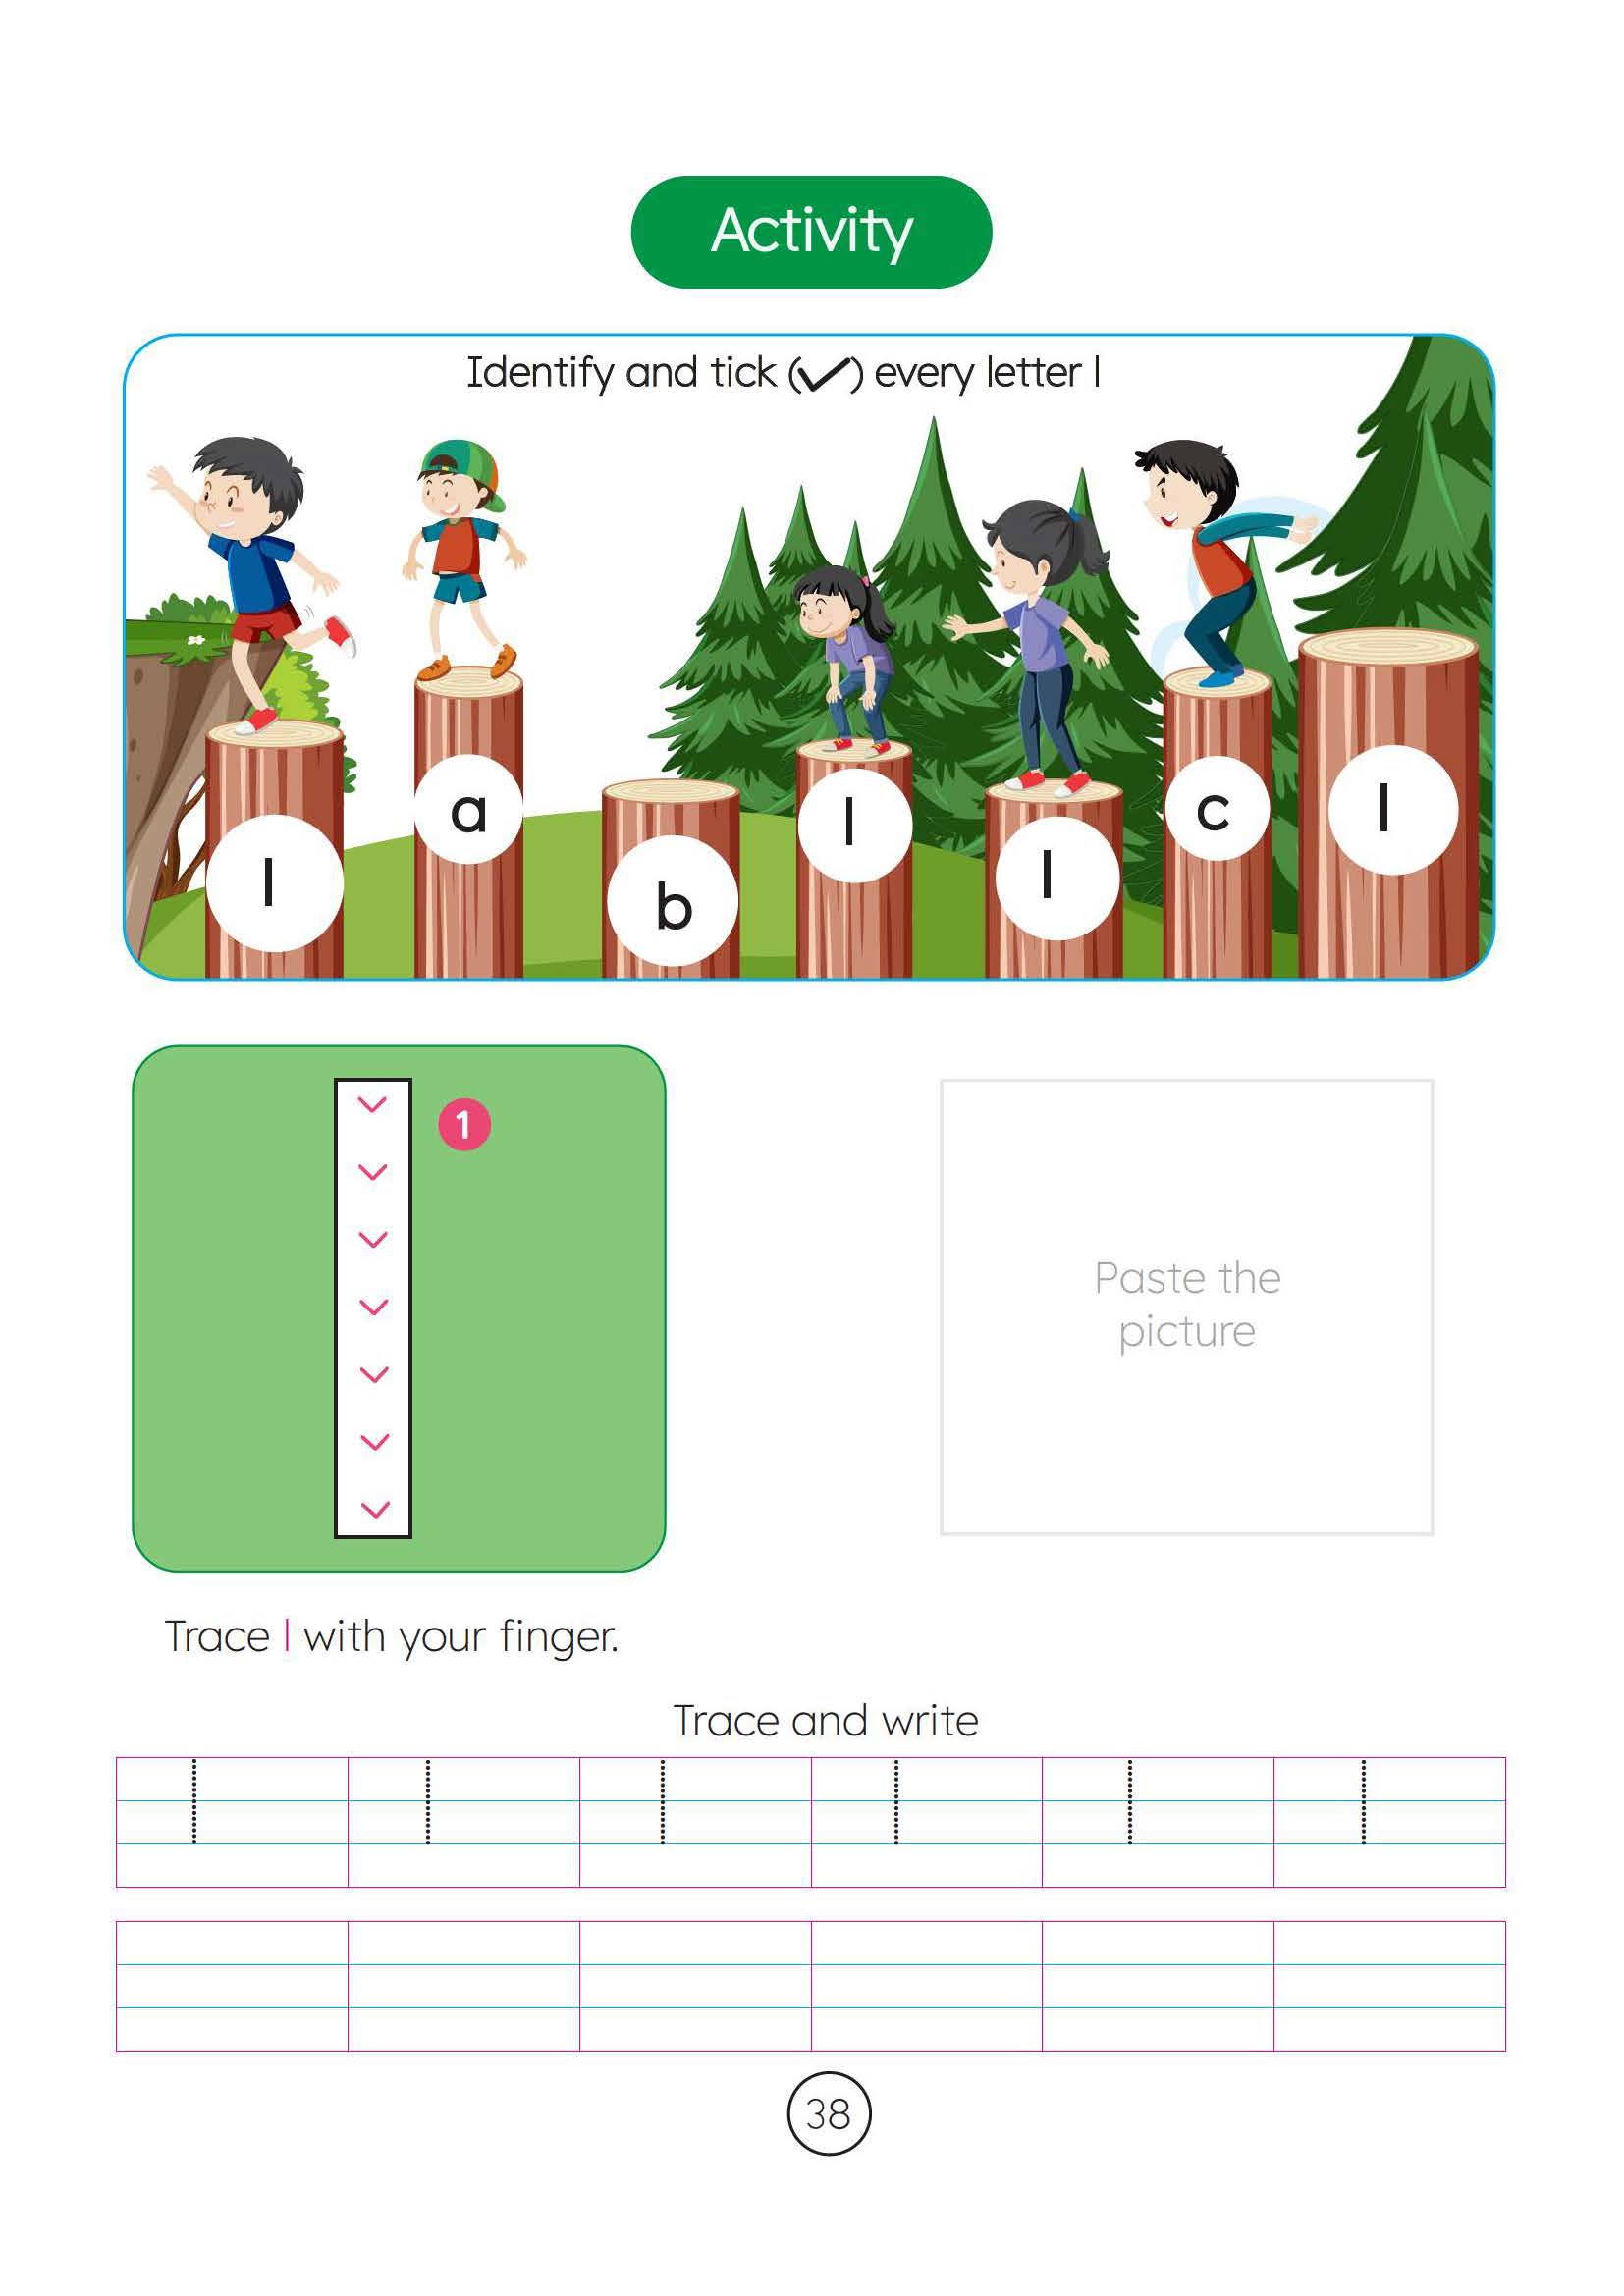 Activity
Identify and tick (✓) every letter l
l
a
b
l
l
c
l
1
Paste the
picture
Trace l with your finger.
Trace and write
l l l l l l
38